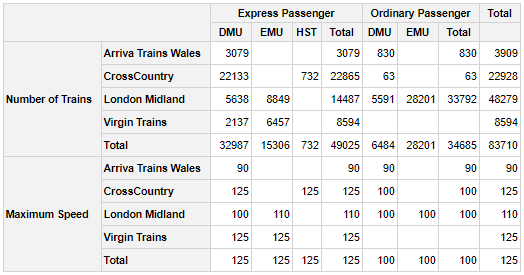 Express Passenger Ordinary Passenger Total
DMU EMU HST Total DMU EMU Total
Number of Trains Arriva Trains Wales 3079 3079 830 830 3909
CrossCountry 22133 732 22865 63 63 22928
London Midland 5638 8849 14487 5591 28201 33792 48279
Virgin Trains 2137 6457 8594 8594
Total 32987 15306 732 49025 6484 28201 34685 83710
Maximum Speed Arriva Trains Wales 90 90 90 90 90
CrossCountry 125 125 125 100 100 125
London Midland 100 110 110 100 100 100 110
Virgin Trains 125 125 125 125
Total 125 125 125 125 100 100 100 125